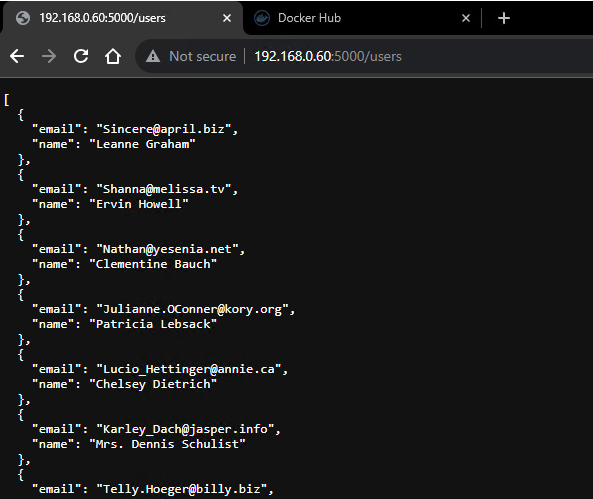 192.168.0.60:5000/users
Docker Hub
Not secure
192.168.0.60:5000/users
[
  {
    "email": "Sincere@april.biz",
    "name": "Leanne Graham"
  },
  {
    "email": "Shanna@melissa.tv",
    "name": "Ervin Howell"
  },
  {
    "email": "Nathan@yesenia.net",
    "name": "Clementine Bauch"
  },
  {
    "email": "Julianne.OConner@kory.org",
    "name": "Patricia Lebsack"
  },
  {
    "email": "Lucio_Hettinger@annie.ca",
    "name": "Chelsey Dietrich"
  },
  {
    "email": "Karley_Dach@jasper.info",
    "name": "Mrs. Dennis Schulist"
  },
  {
    "email": "Telly.Hoeger@billy.biz",